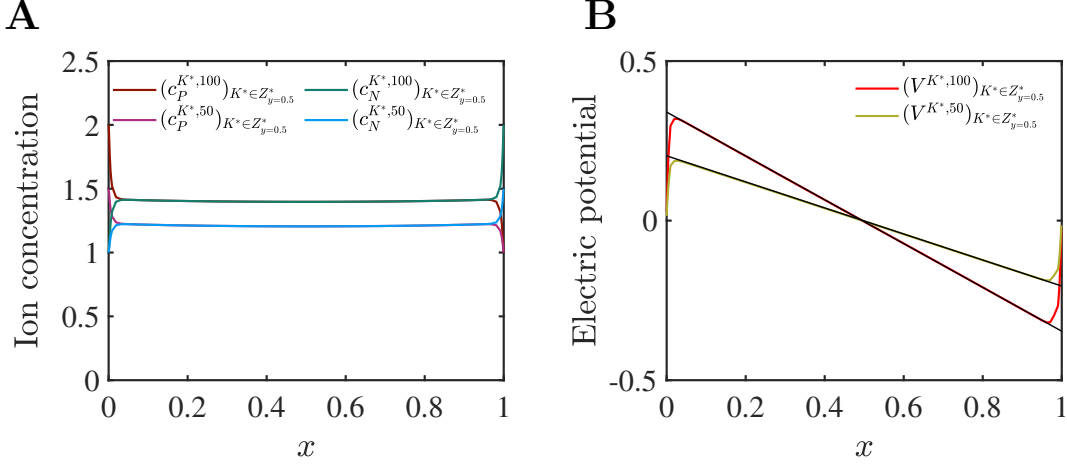 A
Ion concentration
2.5
2
1.5
1
0.5
0
(c_P^{K*,100})_{K*∈Z*_{y=0.5}} (c_N^{K*,100})_{K*∈Z*_{y=0.5}}
(c_P^{K*,50})_{K*∈Z*_{y=0.5}} (c_N^{K*,50})_{K*∈Z*_{y=0.5}}
0 0.2 0.4 0.6 0.8 1
x
B
Electric potential
0.5
0
-0.5
(V^{K*,100})_{K*∈Z*_{y=0.5}}
(V^{K*,50})_{K*∈Z*_{y=0.5}}
0 0.2 0.4 0.6 0.8 1
x